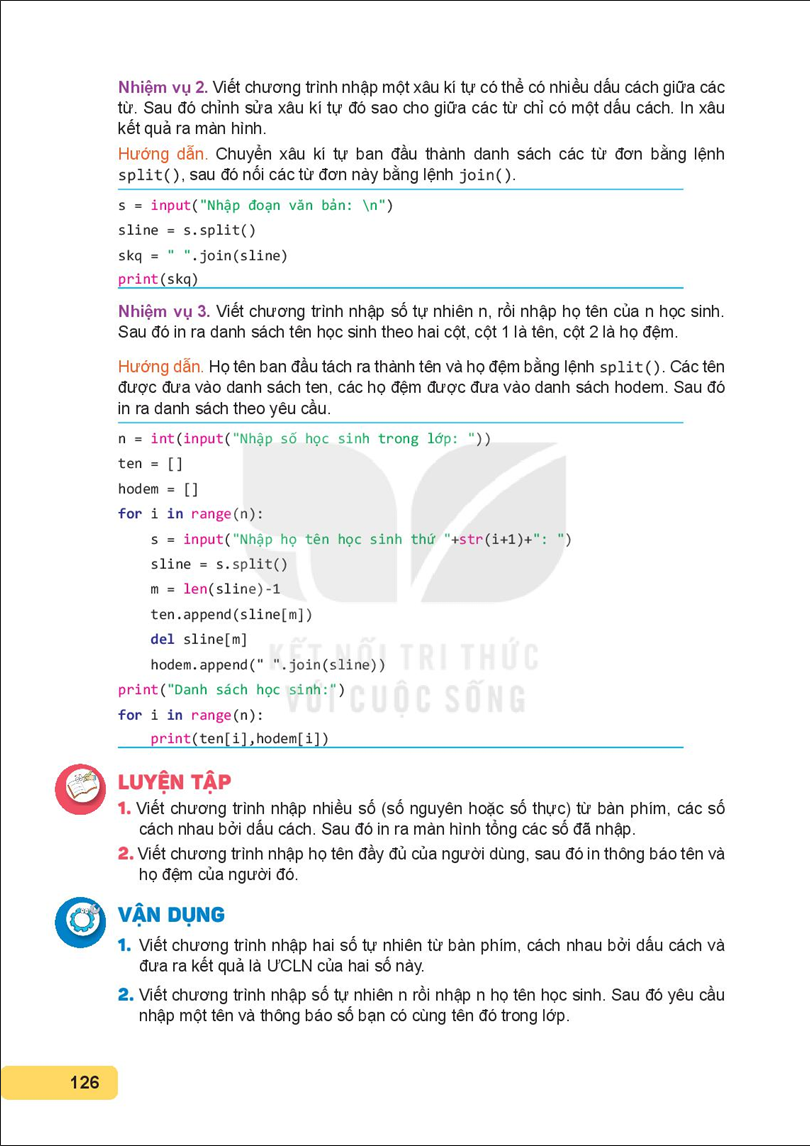 Nhiệm vụ 2. Viết chương trình nhập một xâu kí tự có thể có nhiều dấu cách giữa các
từ. Sau đó chỉnh sửa xâu kí tự đó sao cho giữa các từ chỉ có một dấu cách. In xâu
kết quả ra màn hình.
Hướng dẫn. Chuyển xâu kí tự ban đầu thành danh sách các từ đơn bằng lệnh
split(), sau đó nối các từ đơn này bằng lệnh join().
s = input("Nhập đoạn văn bản: \n")
sline = s.split()
skq = " ".join(sline)
print(skq)
Nhiệm vụ 3. Viết chương trình nhập số tự nhiên n, rồi nhập họ tên của n học sinh.
Sau đó in ra danh sách tên học sinh theo hai cột, cột 1 là tên, cột 2 là họ đệm.
Hướng dẫn. Họ tên ban đầu tách ra thành tên và họ đệm bằng lệnh split(). Các tên
được đưa vào danh sách ten, các họ đệm được đưa vào danh sách hodem. Sau đó
in ra danh sách theo yêu cầu.
n = int(input("Nhập số học sinh trong lớp: "))
ten = []
hodem = []
for i in range(n):
    s = input("Nhập họ tên học sinh thứ "+str(i+1)+": ")
    sline = s.split()
    m = len(sline)-1
    ten.append(sline[m])
    del sline[m]
    hodem.append(" ".join(sline))
print("Danh sách học sinh:")
for i in range(n):
    print(ten[i],hodem[i])
KẾT NỐI TRI THỨC
VỚI CUỘC SỐNG
LUYỆN TẬP
1. Viết chương trình nhập nhiều số (số nguyên hoặc số thực) từ bàn phím, các số
cách nhau bởi dấu cách. Sau đó in ra màn hình tổng các số đã nhập.
2. Viết chương trình nhập họ tên đầy đủ của người dùng, sau đó in thông báo tên và
họ đệm của người đó.
VẬN DỤNG
1. Viết chương trình nhập hai số tự nhiên từ bàn phím, cách nhau bởi dấu cách và
đưa ra kết quả là ƯCLN của hai số này.
2. Viết chương trình nhập số tự nhiên n rồi nhập n họ tên học sinh. Sau đó yêu cầu
nhập một tên và thông báo số bạn có cùng tên đó trong lớp.
126